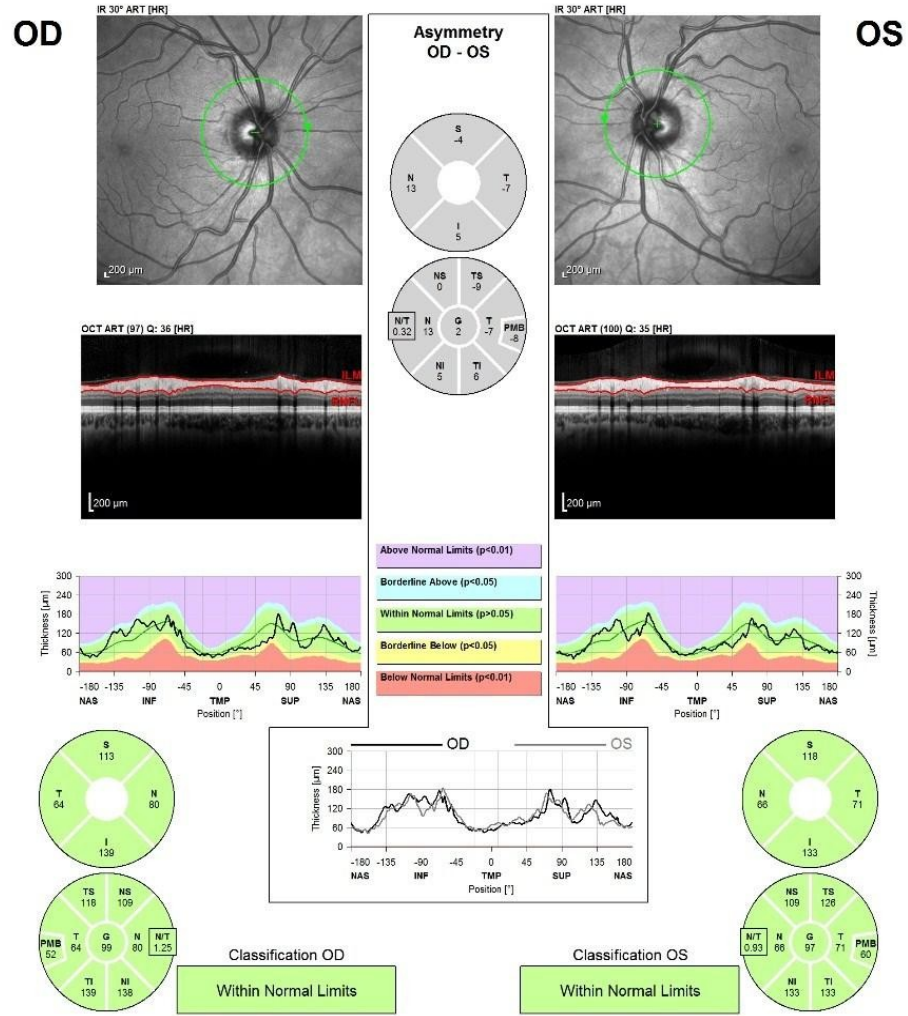 OD
IR 30° ART [HR]
200 µm
Asymmetry
OD - OS
IR 30° ART [HR]
OS
200 µm
S
-4
N
13
T
-7
I
5
NS
0
TS
-9
N/T
0.32
N
13
G
2
T
-7
PMB
-8
NI
5
TI
6
OCT ART (97) Q: 36 [HR]
ILM
RNFL
200 µm
OCT ART (100) Q: 35 [HR]
ILM
RNFL
200 µm
Above Normal Limits (p<0.01)
Borderline Above (p<0.05)
Within Normal Limits (p>0.05)
Borderline Below (p<0.05)
Below Normal Limits (p<0.01)
Thickness [µm]
300
240
180
120
60
0
-180 -135 -90 -45 0 45 90 135 180
NAS INF TMP SUP NAS
Position [°]
300
240
180
120
60
0
Thickness [µm]
-180 -135 -90 -45 0 45 90 135 180
NAS INF TMP SUP NAS
Position [°]
OD
OS
Thickness [µm]
300
240
180
120
60
0
-180 -135 -90 -45 0 45 90 135 180
NAS INF TMP SUP NAS
Position [°]
S
113
T
64
N
80
I
139
S
118
N
66
T
71
I
133
TS
118
NS
109
PMB
52
T
64
G
99
N
80
N/T
1.25
TI
139
NI
138
Classification OD
Within Normal Limits
Classification OS
Within Normal Limits
NS
109
TS
126
N/T
0.93
N
66
G
97
T
71
PMB
60
NI
133
TI
133